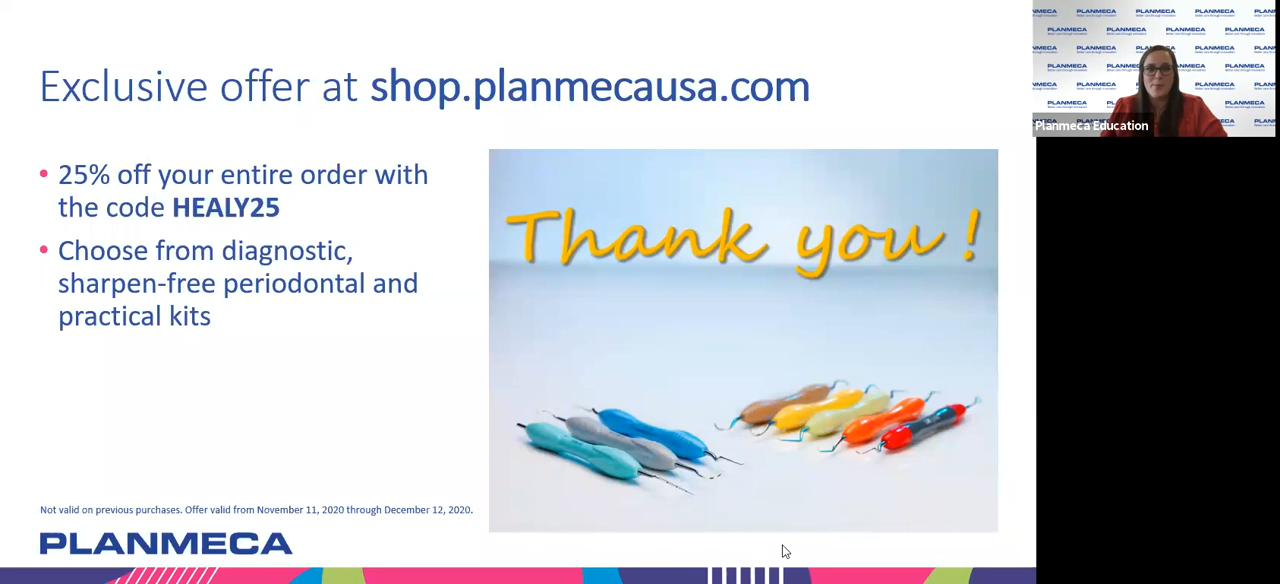 Exclusive offer at shop.planmecausa.com
• 25% off your entire order with
the code HEALY25
• Choose from diagnostic,
sharpen-free periodontal and
practical kits
Thank you !
Not valid on previous purchases. Offer valid from November 11, 2020 through December 12, 2020.
PLANMECA
PLANMECA
Planmeca Education